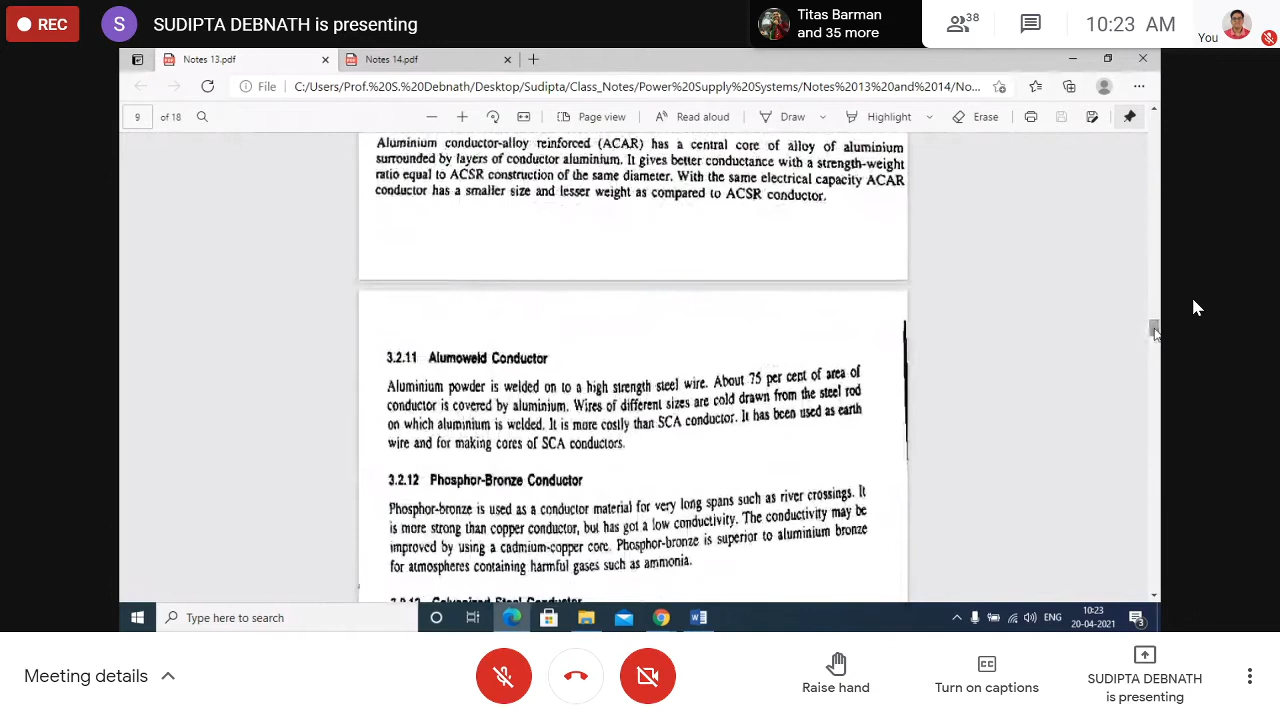 REC
S
SUDIPTA DEBNATH is presenting
Titas Barman
and 35 more
38
10:23 AM
You
Notes 13.pdf
Notes 14.pdf
File
C:/Users/Prof.%20S.%20Debnath/Desktop/Sudipta/Class_Notes/Power%20Supply%20Systems/Notes%2013%20and%2014/No...
9
of 18
Page view
Read aloud
Draw
Highlight
Erase
Aluminium conductor-alloy reinforced (ACAR) has a central core of alloy of aluminium
surrounded by layers of conductor aluminium. It gives better conductance with a strength-weight
ratio equal to ACSR construction of the same diameter. With the same electrical capacity ACAR
conductor has a smaller size and lesser weight as compared to ACSR conductor.
3.2.11 Alumoweld Conductor
Aluminium powder is welded on to a high strength steel wire. About 75 per cent of area of
conductor is covered by aluminium. Wires of different sizes are cold drawn from the steel rod
on which aluminium is welded. It is more costly than SCA conductor. It has been used as earth
wire and for making cores of SCA conductors.
3.2.12 Phosphor-Bronze Conductor
Phosphor-bronze is used as a conductor material for very long spans such as river crossings. It
is more strong than copper conductor, but has got a low conductivity. The conductivity may be
improved by using a cadmium-copper core. Phosphor-bronze is superior to aluminium bronze
for atmospheres containing harmful gases such as ammonia.
3.2.13 Galvanized Steel Conductor
Type here to search
ENG
10:23
20-04-2021
3
Meeting details
Raise hand
Turn on captions
SUDIPTA DEBNATH
is presenting